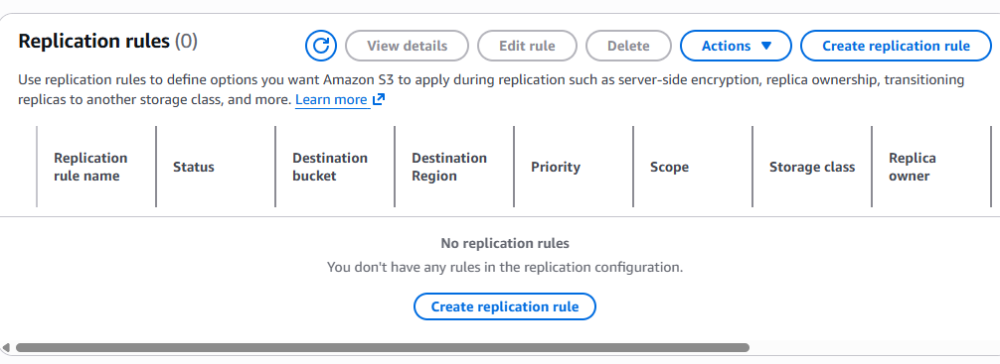 Replication rules (0)
View details
Edit rule
Delete
Actions
Create replication rule
Use replication rules to define options you want Amazon S3 to apply during replication such as server-side encryption, replica ownership, transitioning
replicas to another storage class, and more. Learn more
Replication
rule name
Status
Destination
bucket
Destination
Region
Priority
Scope
Storage class
Replica
owner
No replication rules
You don't have any rules in the replication configuration.
Create replication rule